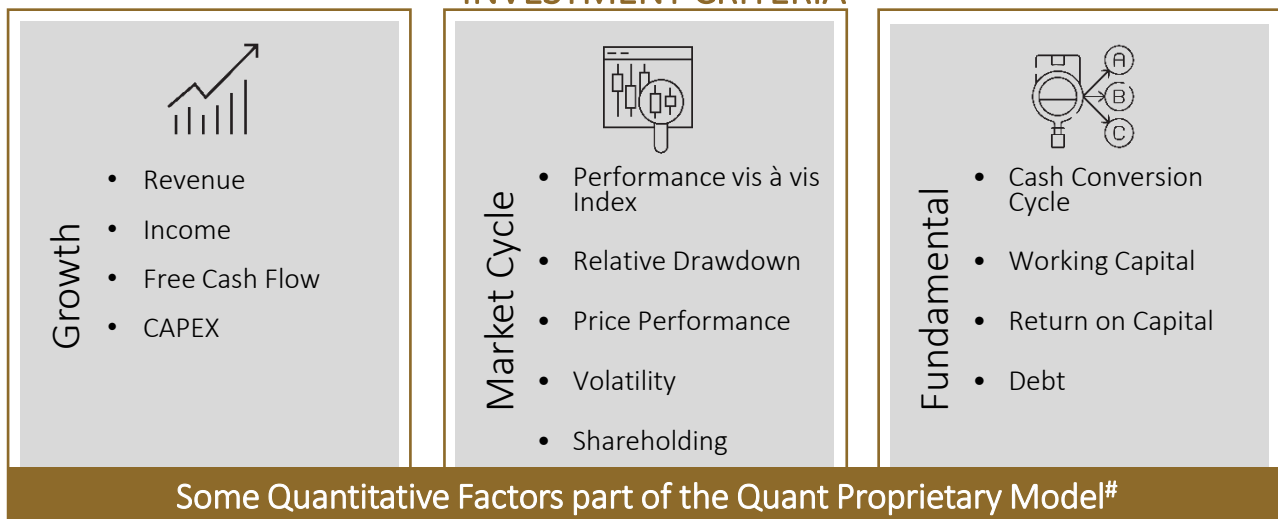 INVESTMENT CRITERIA
Growth
• Revenue
• Income
• Free Cash Flow
• CAPEX
Market Cycle
• Performance vis à vis
Index
• Relative Drawdown
• Price Performance
• Volatility
• Shareholding
A
B
C
Fundamental
• Cash Conversion
Cycle
• Working Capital
• Return on Capital
• Debt
Some Quantitative Factors part of the Quant Proprietary Model#